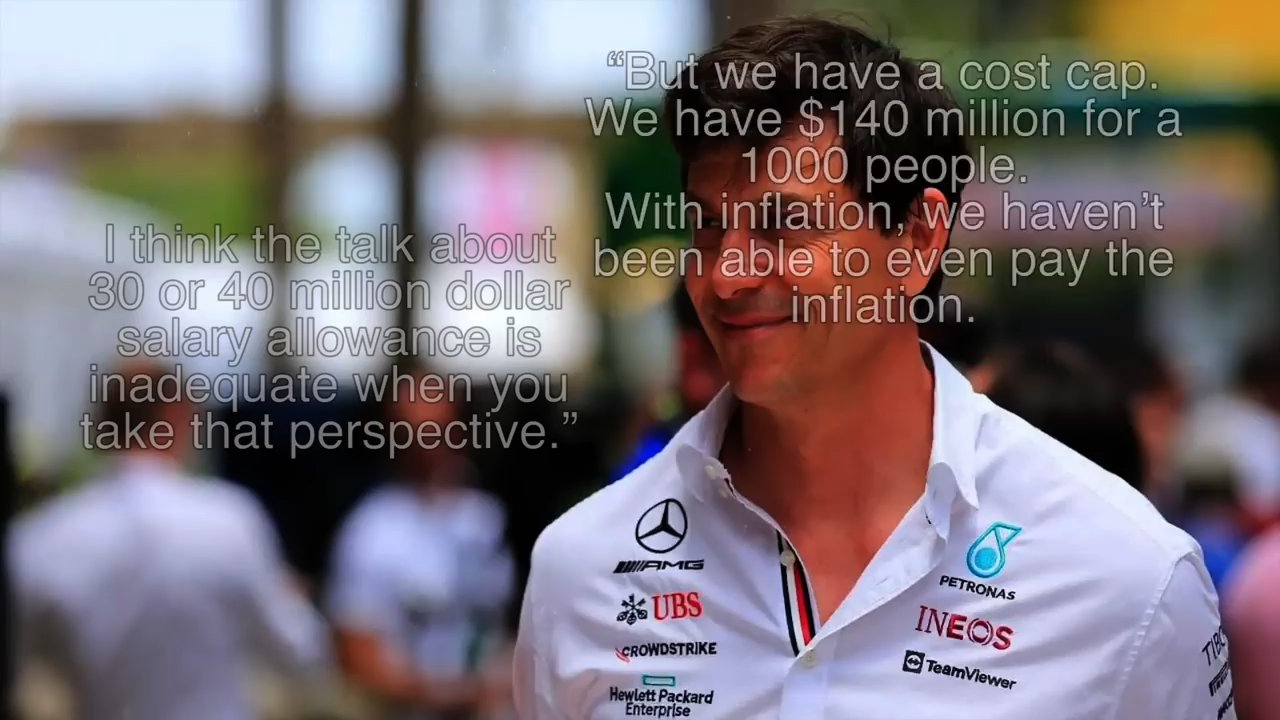 “But we have a cost cap.
We have $140 million for a
1000 people.
With inflation, we haven’t
been able to even pay the
inflation.
I think the talk about
30 or 40 million dollar
salary allowance is
inadequate when you
take that perspective.”
AMG
UBS
CROWDSTRIKE
Hewlett Packard
Enterprise
PETRONAS
INEOS
TeamViewer